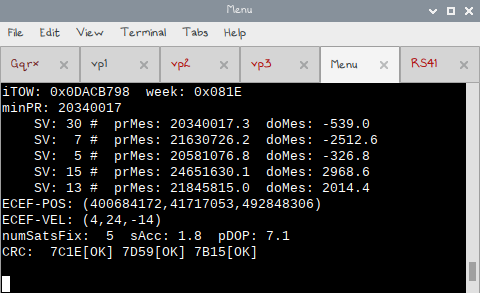 Menu
File Edit View Terminal Tabs Help
Gqrx vp1 vp2 vp3 Menu RS41
iTOW: 0x0DACB798 week: 0x081E
minPR: 20340017
SV: 30 # prMes: 20340017.3 doMes: -539.0
SV: 7 # prMes: 21630726.2 doMes: -2512.6
SV: 5 # prMes: 20581076.8 doMes: -326.8
SV: 15 # prMes: 24651630.1 doMes: 2968.6
SV: 13 # prMes: 21845815.0 doMes: 2014.4
ECEF-POS: (400684172,41717053,492848306)
ECEF-VEL: (4,24,-14)
numSatsFix: 5 sAcc: 1.8 pDOP: 7.1
CRC: 7C1E[OK] 7D59[OK] 7B15[OK]